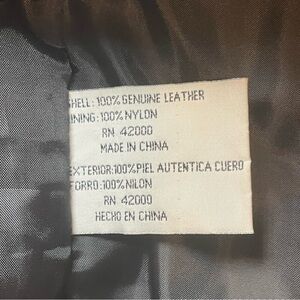 SHELL: 100% GENUINE LEATHER
LINING: 100% NYLON
RN 42000
MADE IN CHINA
EXTERIOR:100%PIEL AUTENTICA CUERO
FORRO: 100%NILON
RN 42000
HECHO EN CHINA